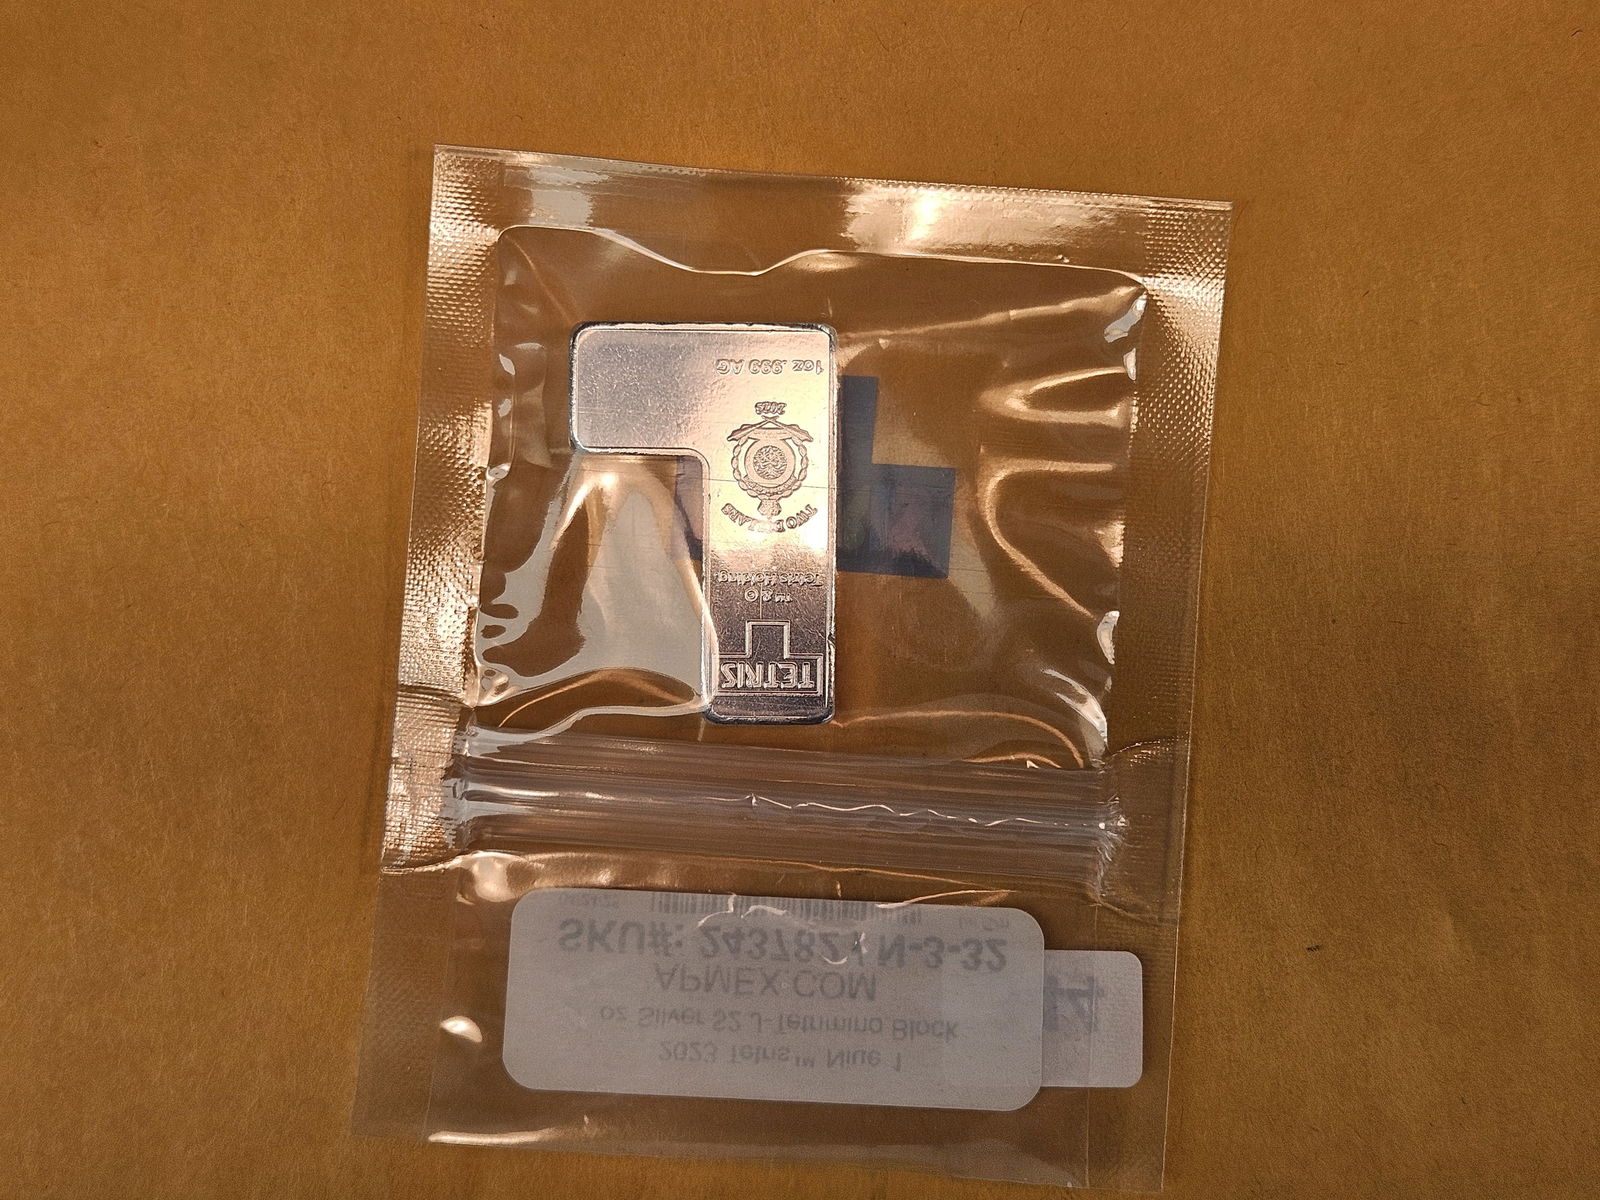 TETRIS
™ & ©
Tetris Holding
TWO DOLLARS
2023
1oz .999 AG
2023 Tetris™ Niue 1
oz Silver $2 J-Tetrimino Block
APMEX.COM
SKU#: 243782 / N-3-32